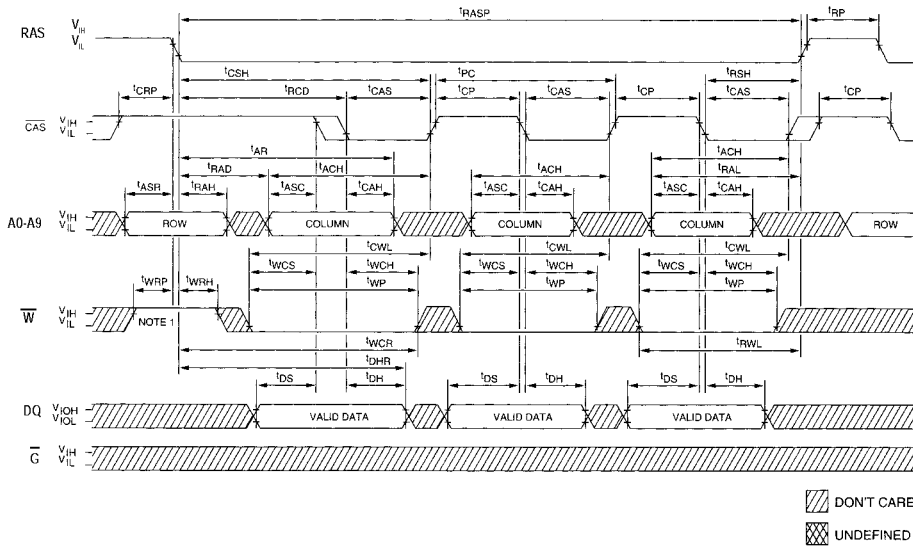 tRASP
tRP
RAS VIH
VIL
tCSH tPC tRSH
tCRP tRCD tCAS tCP tCAS tCP tCAS tCP
CAS VIH
VIL
tAR tACH
tRAD tACH tACH tRAL
tASR tRAH tASC tCAH tASC tCAH tASC tCAH
A0-A9 VIH
VIL
ROW COLUMN COLUMN COLUMN ROW
tCWL tCWL tCWL
tWCS tWCH tWCS tWCH tWCS tWCH
tWRP tWRH tWP tWP tWP
W VIH
VIL
NOTE 1
tWCR tRWL
tDHR
tDS tDH tDS tDH tDS tDH
DQ VIOH
VIOL
VALID DATA VALID DATA VALID DATA
G VIH
VIL
DON'T CARE
UNDEFINED